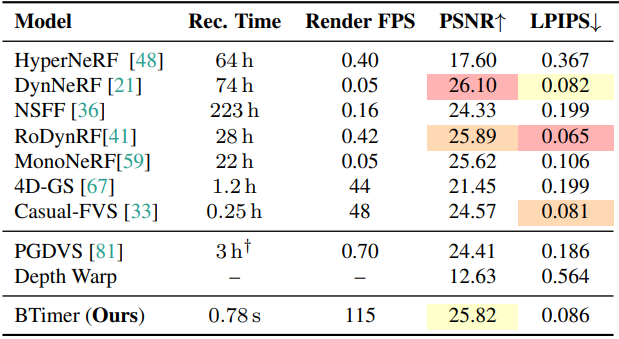 Model Rec. Time Render FPS PSNR↑ LPIPS↓
HyperNeRF [48] 64 h 0.40 17.60 0.367
DynNeRF [21] 74 h 0.05 26.10 0.082
NSFF [36] 223 h 0.16 24.33 0.199
RoDynRF[41] 28 h 0.42 25.89 0.065
MonoNeRF[59] 22 h 0.05 25.62 0.106
4D-GS [67] 1.2 h 44 21.45 0.199
Casual-FVS [33] 0.25 h 48 24.57 0.081
PGDVS [81] 3 h† 0.70 24.41 0.186
Depth Warp – – 12.63 0.564
BTimer (Ours) 0.78 s 115 25.82 0.086